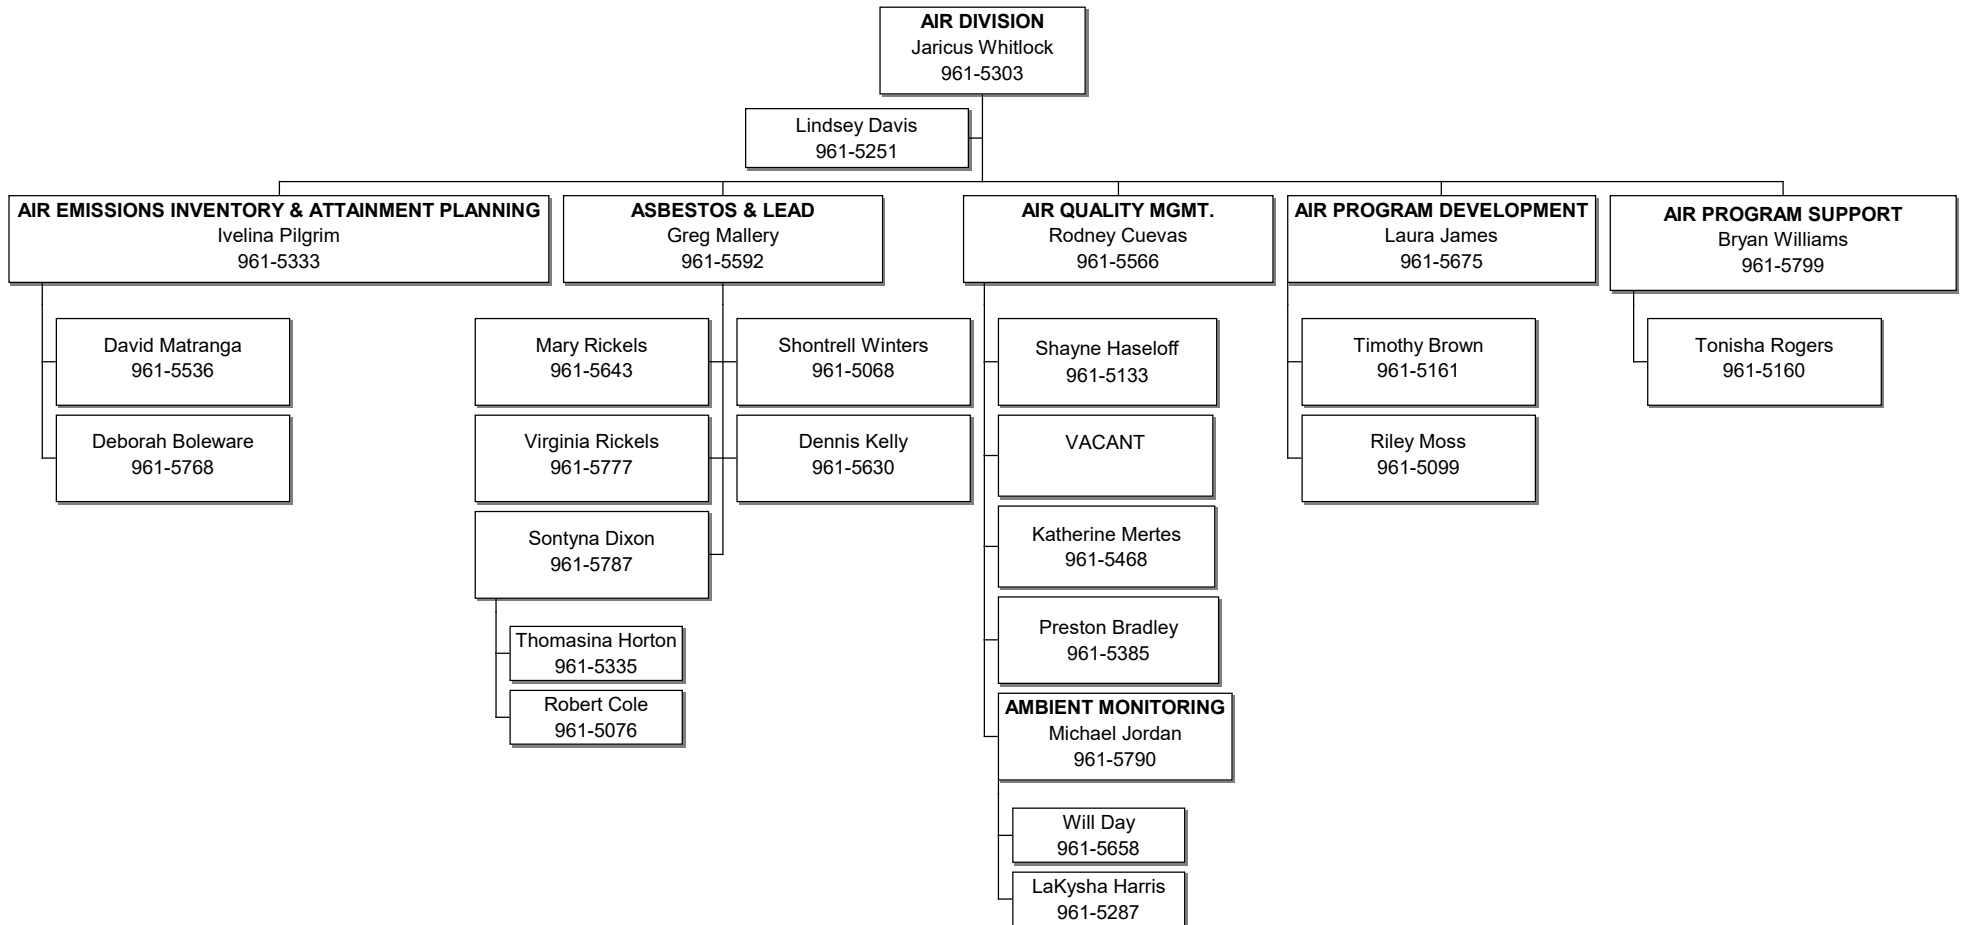 AIR DIVISION
Jaricus Whitlock
961-5303
Lindsey Davis
961-5251
AIR EMISSIONS INVENTORY & ATTAINMENT PLANNING
Ivelina Pilgrim
961-5333
David Matranga
961-5536
Deborah Boleware
961-5768
ASBESTOS & LEAD
Greg Mallery
961-5592
Mary Rickels
961-5643
Shontrell Winters
961-5068
Virginia Rickels
961-5777
Dennis Kelly
961-5630
Sontyna Dixon
961-5787
Thomasina Horton
961-5335
Robert Cole
961-5076
AIR QUALITY MGMT.
Rodney Cuevas
961-5566
Shayne Haseloff
961-5133
VACANT
Katherine Mertes
961-5468
Preston Bradley
961-5385
AMBIENT MONITORING
Michael Jordan
961-5790
Will Day
961-5658
LaKysha Harris
961-5287
AIR PROGRAM DEVELOPMENT
Laura James
961-5675
Timothy Brown
961-5161
Riley Moss
961-5099
AIR PROGRAM SUPPORT
Bryan Williams
961-5799
Tonisha Rogers
961-5160